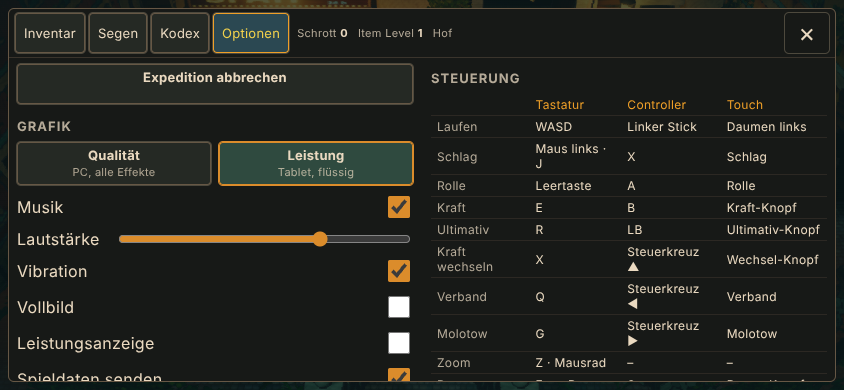 Inventar Segen Kodex Optionen Schrott 0 Item Level 1 Hof ×
Expedition abbrechen
GRAFIK
Qualität
PC, alle Effekte
Leistung
Tablet, flüssig
Musik
Lautstärke
Vibration
Vollbild
Leistungsanzeige
Spieldaten senden
STEUERUNG
Tastatur Controller Touch
Laufen WASD Linker Stick Daumen links
Schlag Maus links · J X Schlag
Rolle Leertaste A Rolle
Kraft E B Kraft-Knopf
Ultimativ R LB Ultimativ-Knopf
Kraft wechseln X Steuerkreuz ▲ Wechsel-Knopf
Verband Q Steuerkreuz ◀ Verband
Molotow G Steuerkreuz ▶ Molotow
Zoom Z · Mausrad – –